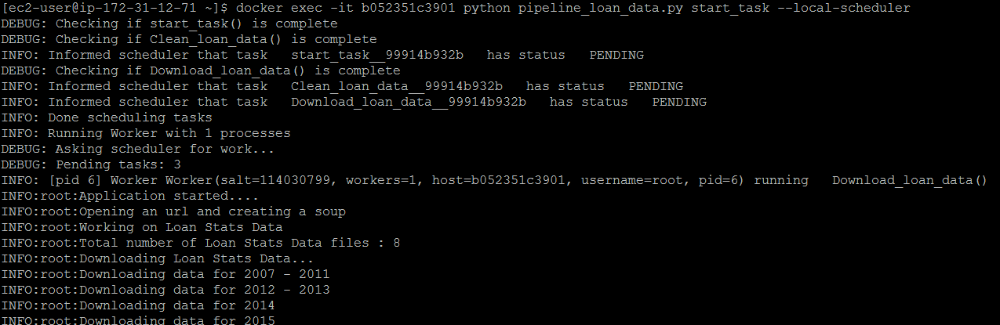 [ec2-user@ip-172-31-12-71 ~]$ docker exec -it b052351c3901 python pipeline_loan_data.py start_task --local-scheduler
DEBUG: Checking if start_task() is complete
DEBUG: Checking if Clean_loan_data() is complete
INFO: Informed scheduler that task   start_task__99914b932b   has status   PENDING
DEBUG: Checking if Download_loan_data() is complete
INFO: Informed scheduler that task   Clean_loan_data__99914b932b   has status   PENDING
INFO: Informed scheduler that task   Download_loan_data__99914b932b   has status   PENDING
INFO: Done scheduling tasks
INFO: Running Worker with 1 processes
DEBUG: Asking scheduler for work...
DEBUG: Pending tasks: 3
INFO: [pid 6] Worker Worker(salt=114030799, workers=1, host=b052351c3901, username=root, pid=6) running   Download_loan_data()
INFO:root:Application started....
INFO:root:Opening an url and creating a soup
INFO:root:Working on Loan Stats Data
INFO:root:Total number of Loan Stats Data files : 8
INFO:root:Downloading Loan Stats Data...
INFO:root:Downloading data for 2007 - 2011
INFO:root:Downloading data for 2012 - 2013
INFO:root:Downloading data for 2014
INFO:root:Downloading data for 2015